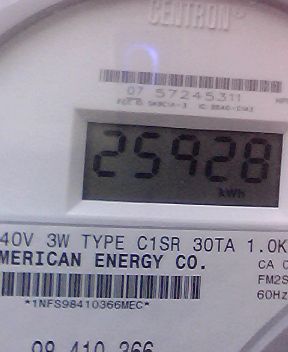 CENTRON®
07 57245311
25928
kWh
40V 3W TYPE C1SR 30TA 1.0K
MERICAN ENERGY CO.
CA 0
FM2S
60Hz
*1NFS98410366MEC*
98 410 366